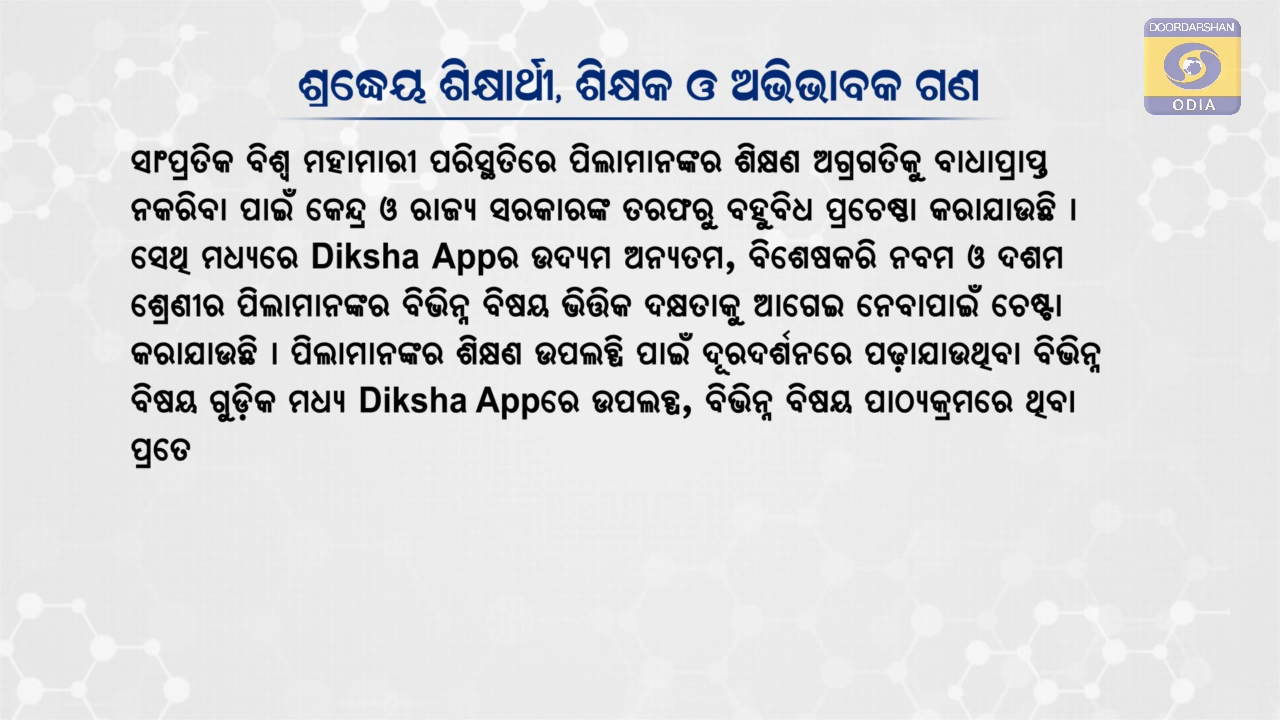 DOORDARSHAN
ODIA
ଶ୍ରଦ୍ଧେୟ ଶିକ୍ଷାର୍ଥୀ, ଶିକ୍ଷକ ଓ ଅଭିଭାବକ ଗଣ
ସାଂପ୍ରତିକ ବିଶ୍ୱ ମହାମାରୀ ପରିସ୍ଥିତିରେ ପିଲାମାନଙ୍କର ଶିକ୍ଷଣ ଅଗ୍ରଗତିକୁ ବାଧାପ୍ରାପ୍ତ
ନକରିବା ପାଇଁ କେନ୍ଦ୍ର ଓ ରାଜ୍ୟ ସରକାରଙ୍କ ତରଫରୁ ବହୁବିଧ ପ୍ରଚେଷ୍ଠା କରାଯାଉଛି ।
ସେଥି ମଧ୍ୟରେ Diksha Appର ଉଦ୍ୟମ ଅନ୍ୟତମ, ବିଶେଷକରି ନବମ ଓ ଦଶମ
ଶ୍ରେଣୀର ପିଲାମାନଙ୍କର ବିଭିନ୍ନ ବିଷୟ ଭିତ୍ତିକ ଦକ୍ଷତାକୁ ଆଗେଇ ନେବାପାଇଁ ଚେଷ୍ଟା
କରାଯାଉଛି । ପିଲାମାନଙ୍କର ଶିକ୍ଷଣ ଉପଲବ୍ଧି ପାଇଁ ଦୂରଦର୍ଶନରେ ପଢ଼ାଯାଉଥିବା ବିଭିନ୍ନ
ବିଷୟ ଗୁଡ଼ିକ ମଧ୍ୟ Diksha Appରେ ଉପଲବ୍ଧ, ବିଭିନ୍ନ ବିଷୟ ପାଠ୍ୟକ୍ରମରେ ଥିବା
ପ୍ରତେ